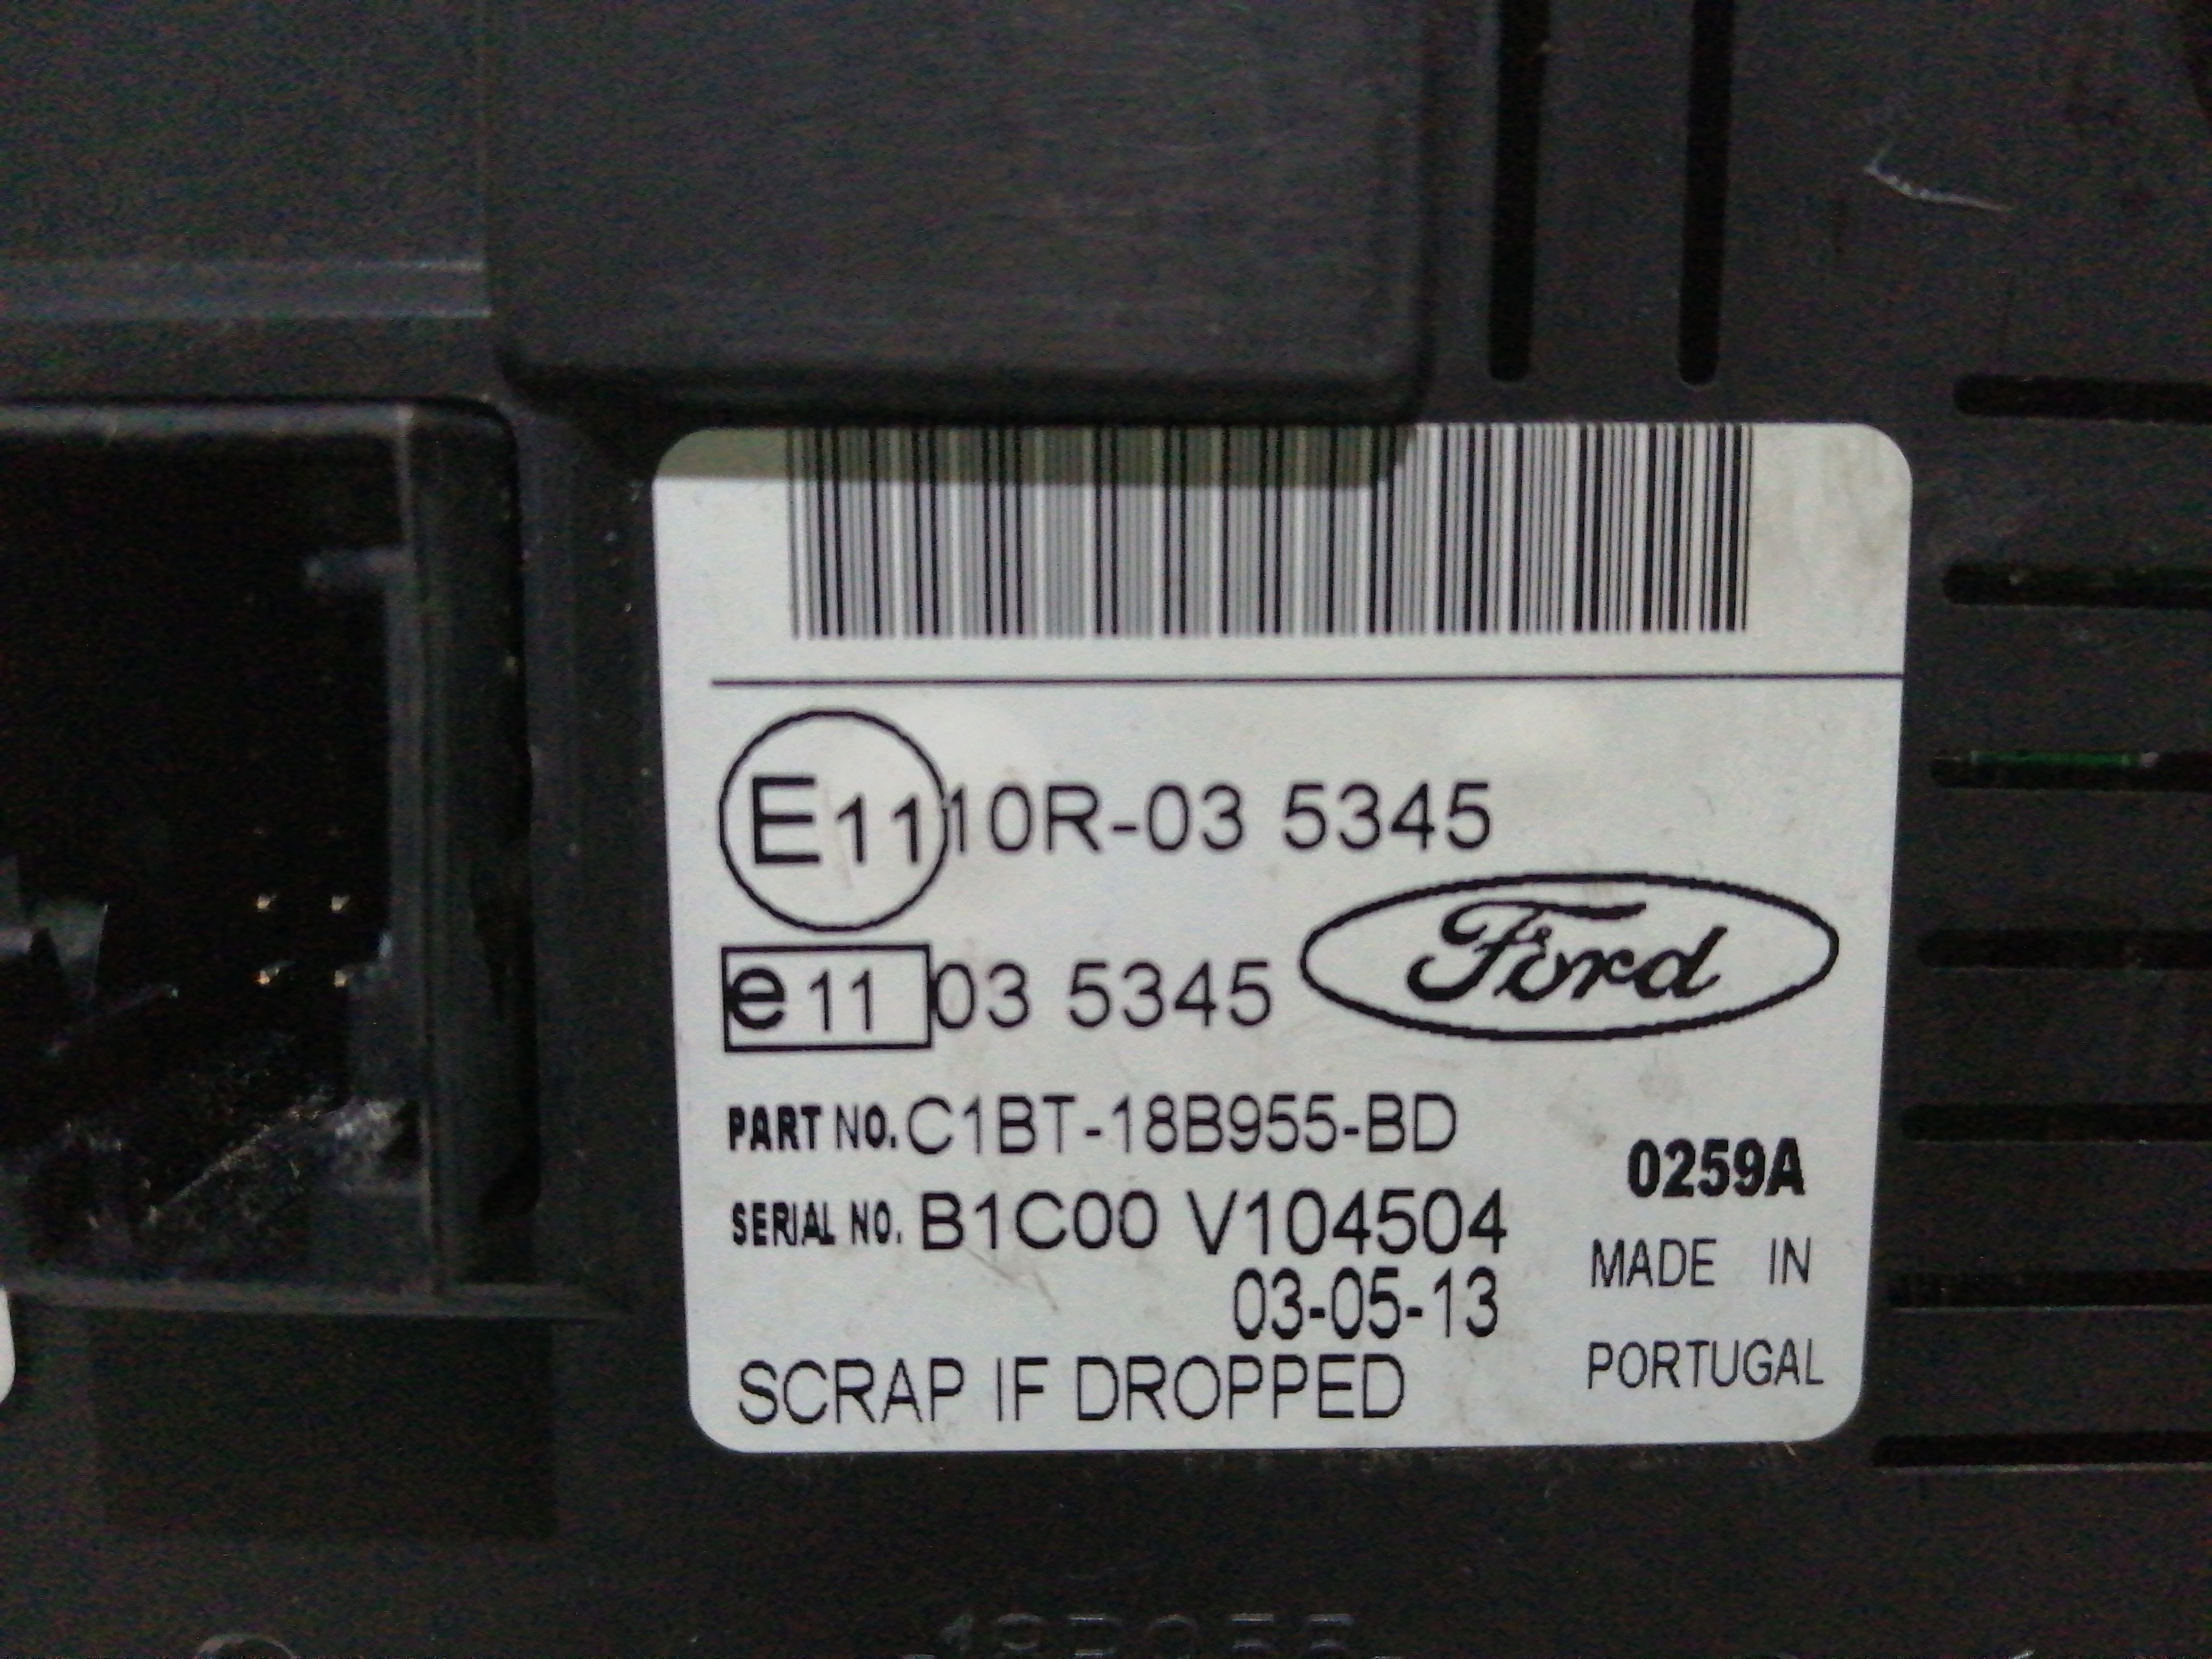 E11 10R-03 5345
e11 03 5345
Ford
PART NO. C1BT-18B955-BD
0259A
SERIAL NO. B1C00 V104504
MADE IN
03-05-13
PORTUGAL
SCRAP IF DROPPED